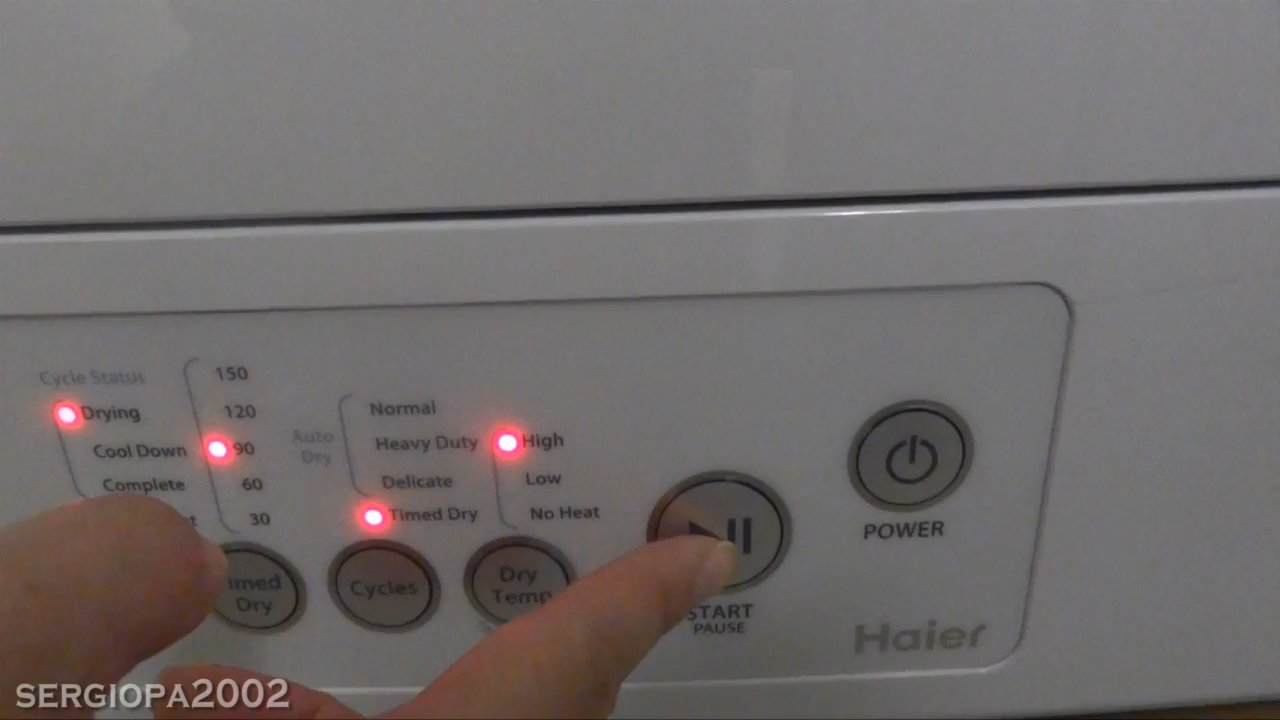 Cycle Status
Drying
Cool Down
Complete
150
120
90
60
30
Auto
Dry
Normal
Heavy Duty
Delicate
Timed Dry
High
Low
No Heat
Dry
Cycles
Dry
Temp
START
PAUSE
POWER
Haier
SERGIOPA2002